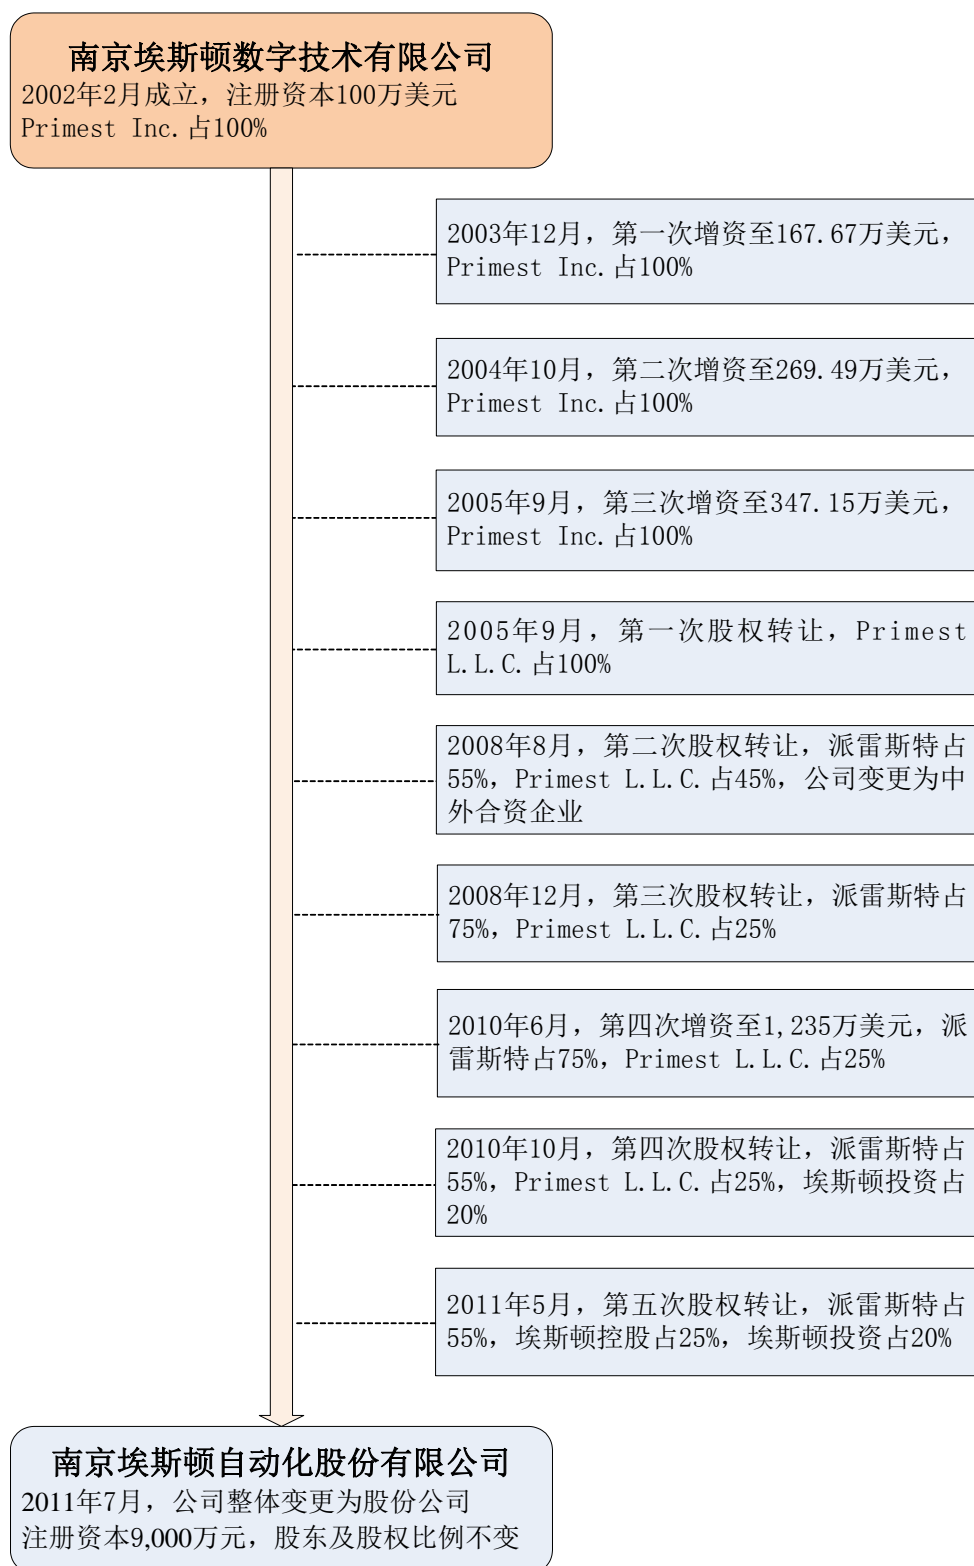 南京埃斯顿数字技术有限公司
2002年2月成立，注册资本100万美元
Primest Inc.占100%
2003年12月，第一次增资至167.67万美元，
Primest Inc.占100%
2004年10月，第二次增资至269.49万美元，
Primest Inc.占100%
2005年9月，第三次增资至347.15万美元，
Primest Inc.占100%
2005年9月，第一次股权转让，Primest
L.L.C.占100%
2008年8月，第二次股权转让，派雷斯特占
55%，Primest L.L.C.占45%，公司变更为中
外合资企业
2008年12月，第三次股权转让，派雷斯特占
75%，Primest L.L.C.占25%
2010年6月，第四次增资至1,235万美元，派
雷斯特占75%，Primest L.L.C.占25%
2010年10月，第四次股权转让，派雷斯特占
55%，Primest L.L.C.占25%，埃斯顿投资占
20%
2011年5月，第五次股权转让，派雷斯特占
55%，埃斯顿控股占25%，埃斯顿投资占20%
南京埃斯顿自动化股份有限公司
2011年7月，公司整体变更为股份公司
注册资本9,000万元，股东及股权比例不变